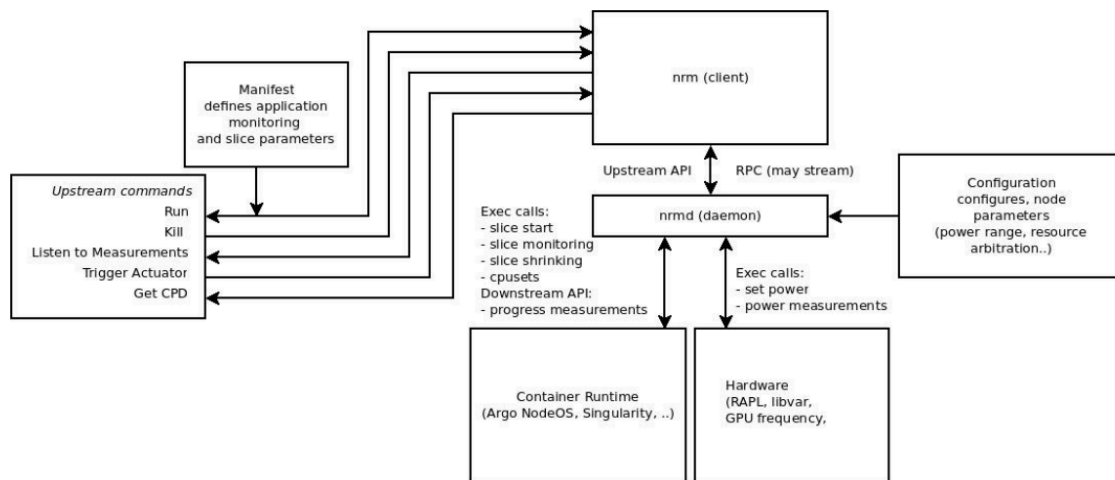 nrm (client)
Manifest
defines application
monitoring
and slice parameters
Upstream commands
Run
Kill
Listen to Measurements
Trigger Actuator
Get CPD
Upstream API
RPC (may stream)
nrmd (daemon)
Configuration
configures, node
parameters
(power range, resource
arbitration..)
Exec calls:
- slice start
- slice monitoring
- slice shrinking
- cpusets
Downstream API:
- progress measurements
Exec calls:
- set power
- power measurements
Container Runtime
(Argo NodeOS, Singularity, ..)
Hardware
(RAPL, libvar,
GPU frequency,